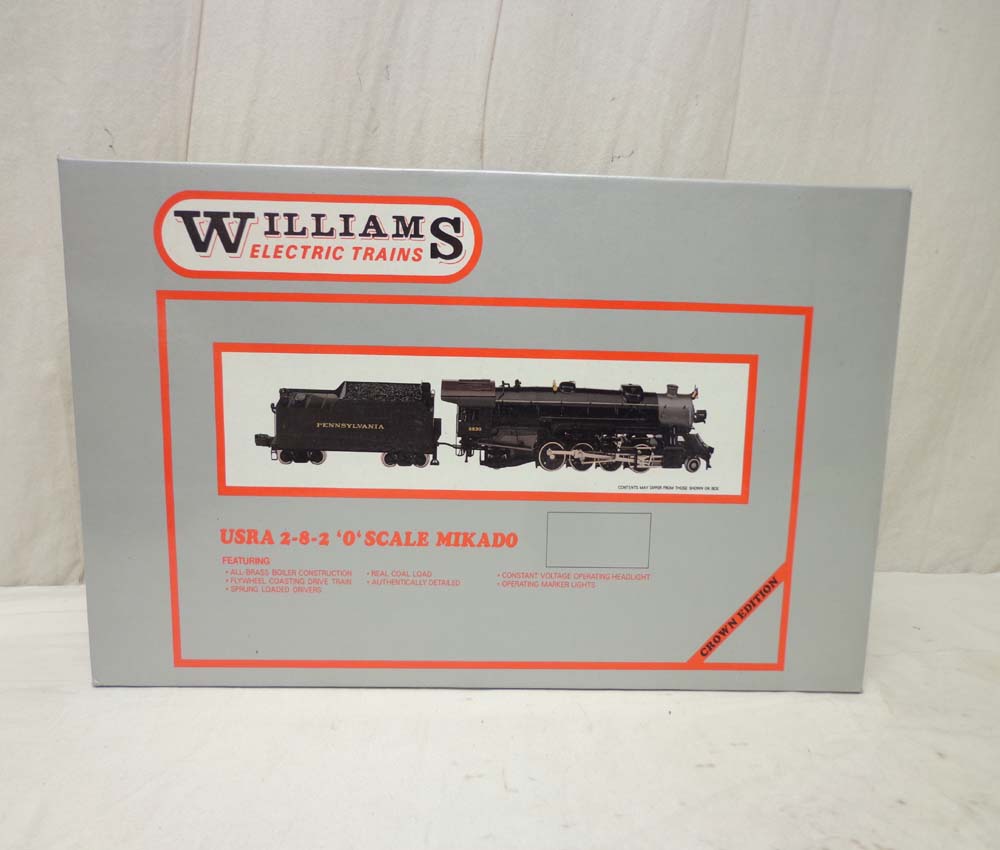 WILLIAMS
ELECTRIC TRAINS
PENNSYLVANIA
CONTENTS MAY DIFFER FROM THOSE SHOWN ON BOX
USRA 2-8-2 'O' SCALE MIKADO
FEATURING
• ALL-BRASS BOILER CONSTRUCTION
• FLYWHEEL COASTING DRIVE TRAIN
• SPRUNG LOADED DRIVERS
• REAL COAL LOAD
• AUTHENTICALLY DETAILED
• CONSTANT VOLTAGE OPERATING HEADLIGHT
• OPERATING MARKER LIGHTS
CROWN EDITION